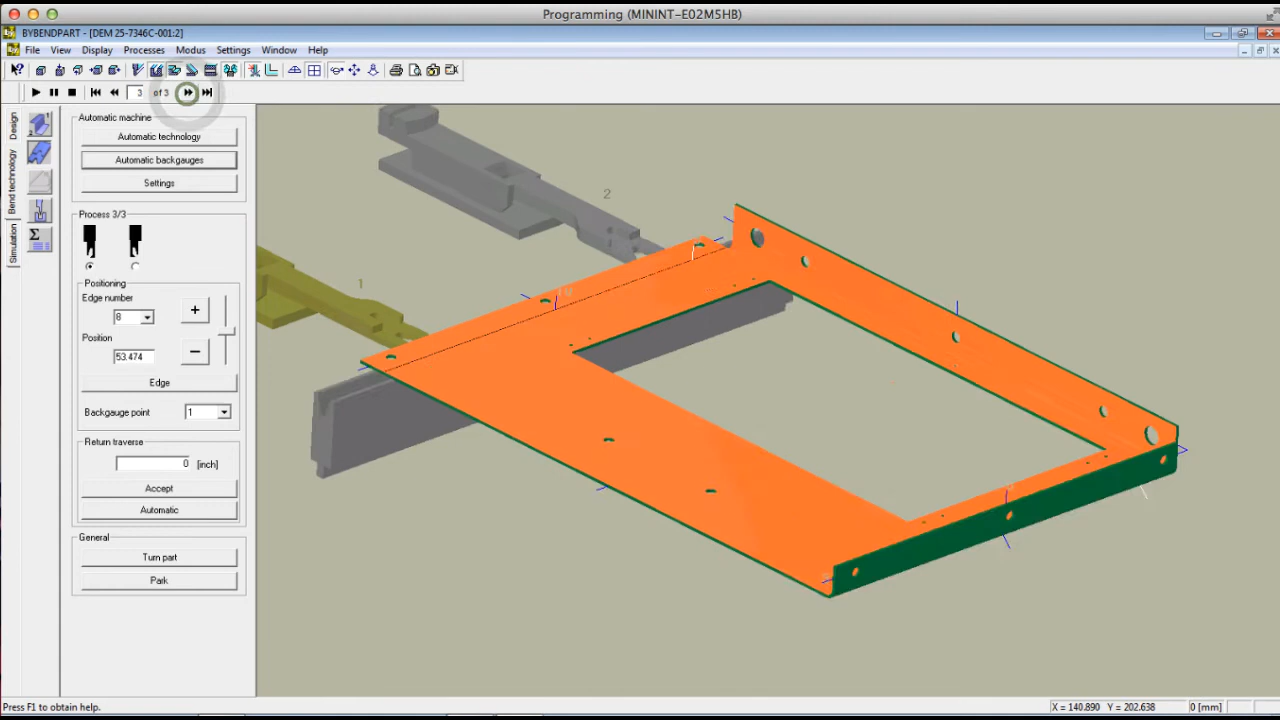 Programming (MININT-E02M5HB)
BYBENDPART - [DEM 25-7346C-001:2]
File View Display Processes Modus Settings Window Help
3 of 3
Design
Bend technology
Simulation
Automatic machine
Automatic technology
Automatic backgauges
Settings
Process 3/3
Positioning
Edge number
8
Position
53.474
Edge
Backgauge point 1
Return traverse
0 [inch]
Accept
Automatic
General
Turn part
Park
1
2
Press F1 to obtain help.
X = 140.890 Y = 202.638 0 [mm]